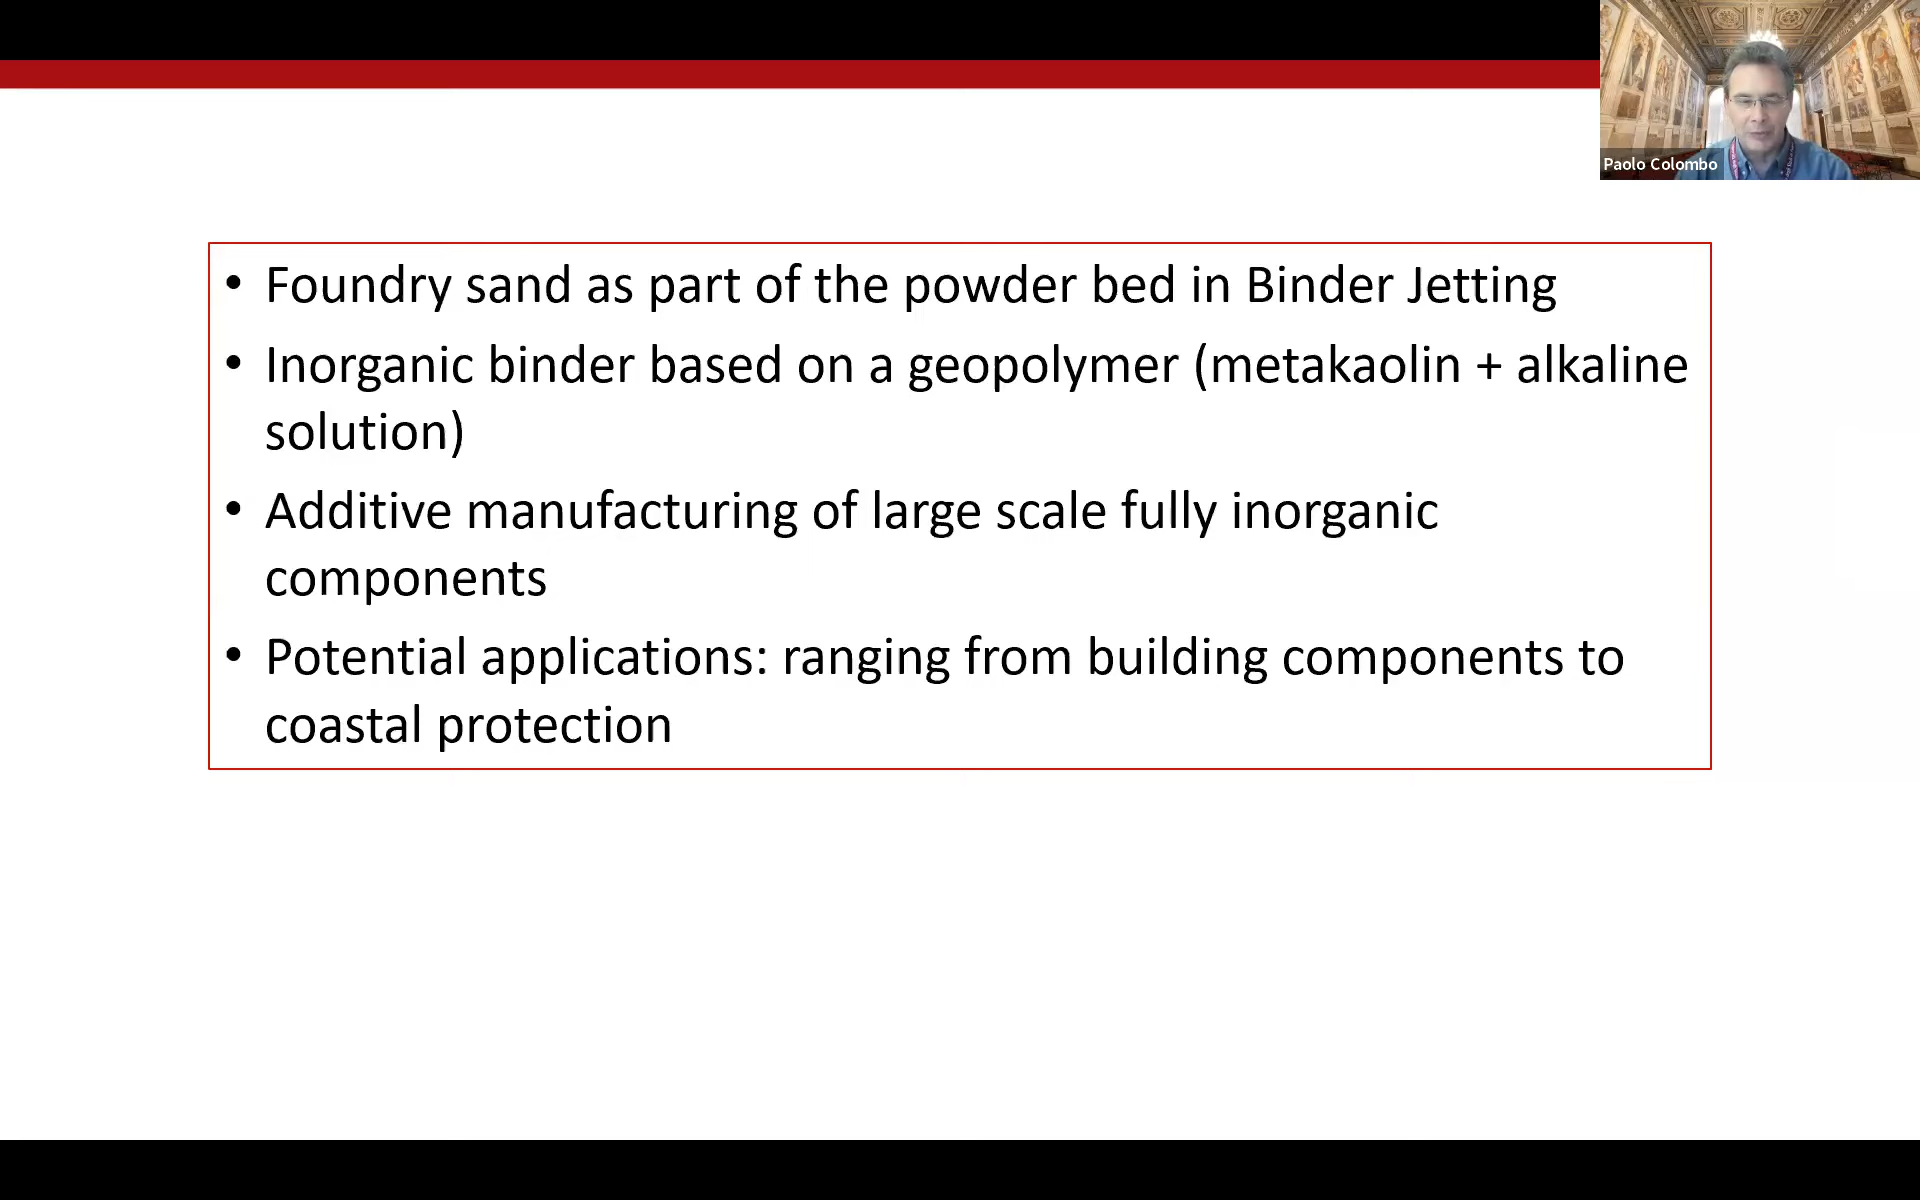 Paolo Colombo
• Foundry sand as part of the powder bed in Binder Jetting
• Inorganic binder based on a geopolymer (metakaolin + alkaline
solution)
• Additive manufacturing of large scale fully inorganic
components
• Potential applications: ranging from building components to
coastal protection